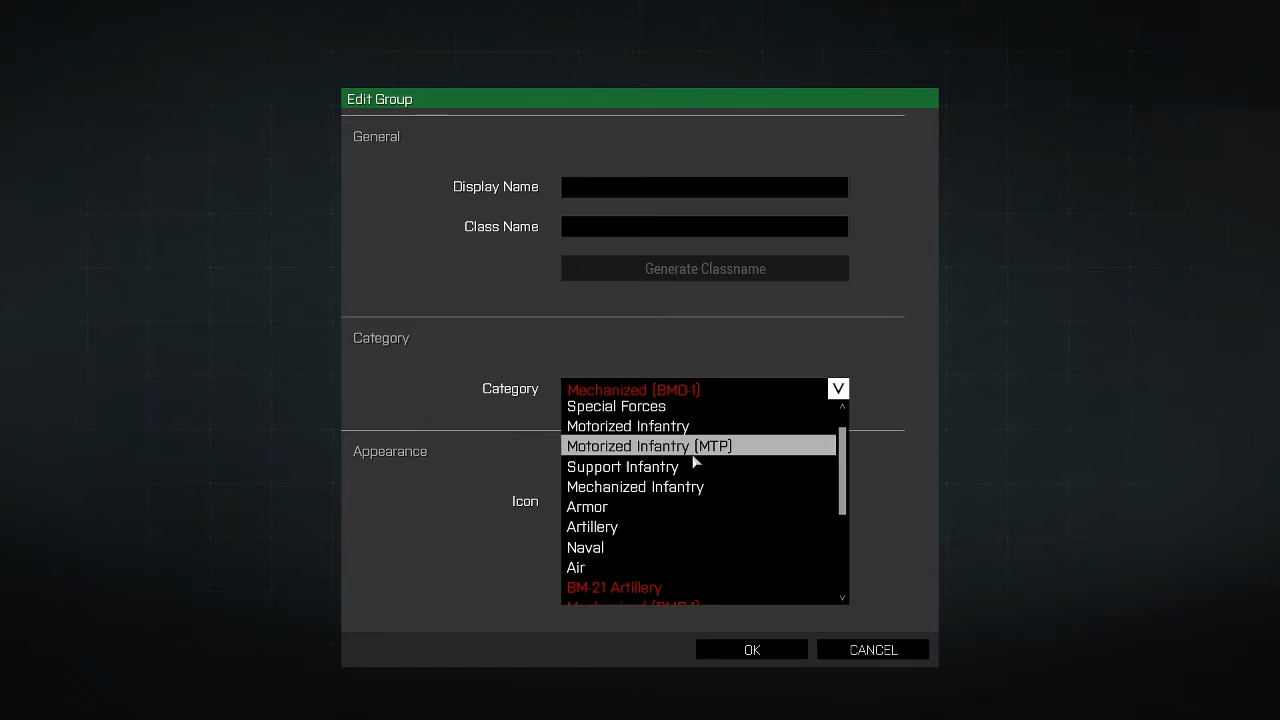 Edit Group
General
Display Name
Class Name
Generate Classname
Category
Category
Mechanized (BMD-1)
V
Special Forces
Motorized Infantry
Motorized Infantry (MTP)
Support Infantry
Mechanized Infantry
Armor
Artillery
Naval
Air
BM-21 Artillery
Appearance
Icon
OK
CANCEL